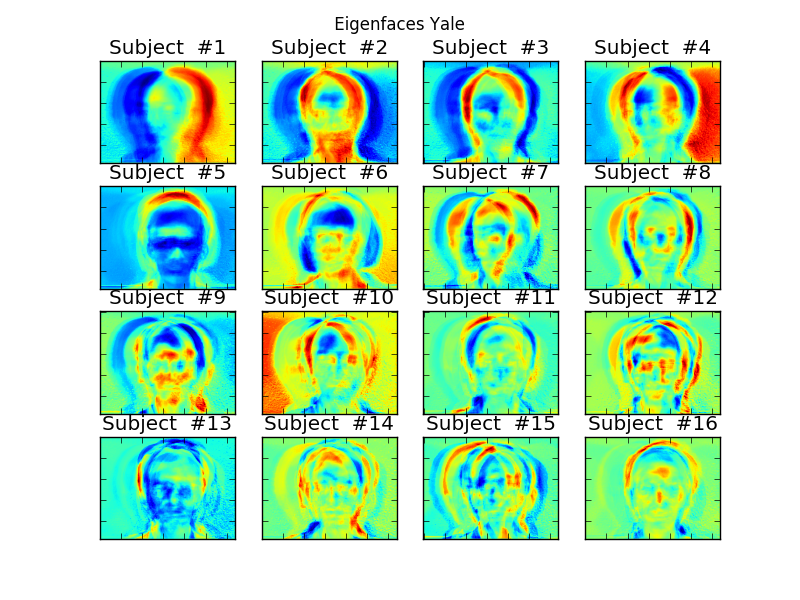 Eigenfaces Yale
Subject #1 Subject #2 Subject #3 Subject #4
Subject #5 Subject #6 Subject #7 Subject #8
Subject #9 Subject #10 Subject #11 Subject #12
Subject #13 Subject #14 Subject #15 Subject #16